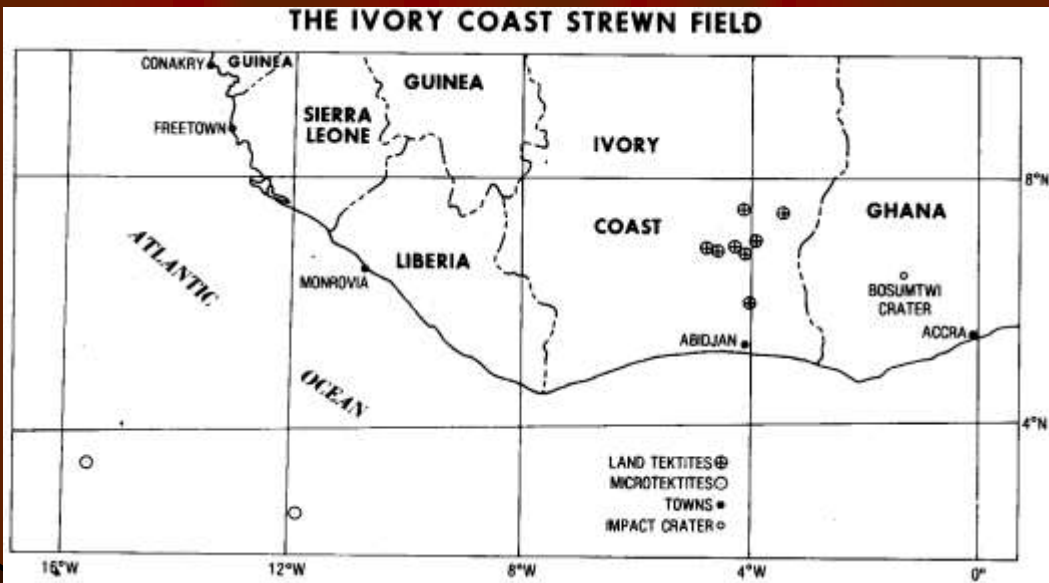 THE IVORY COAST STREWN FIELD
CONAKRY
GUINEA
GUINEA
SIERRA
LEONE
FREETOWN
IVORY
8°N
COAST
GHANA
ATLANTIC
LIBERIA
MONROVIA
BOSUMTWI
CRATER
ABIDJAN
ACCRA
OCEAN
4°N
LAND TEKTITES
MICROTEKTITES
TOWNS
IMPACT CRATER
16°W
12°W
8°W
4°W
0°